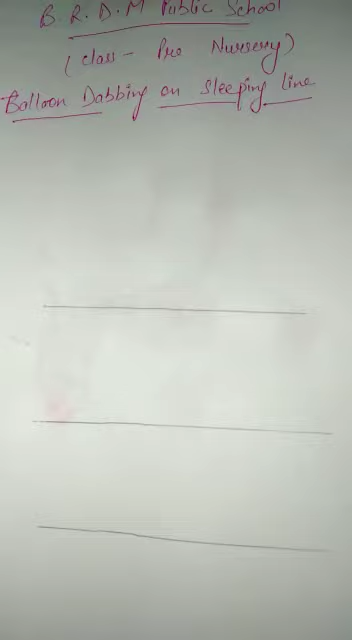 B. R. D. M Public School
(Class - Pre Nursery)
Balloon Dabbing on Sleeping line